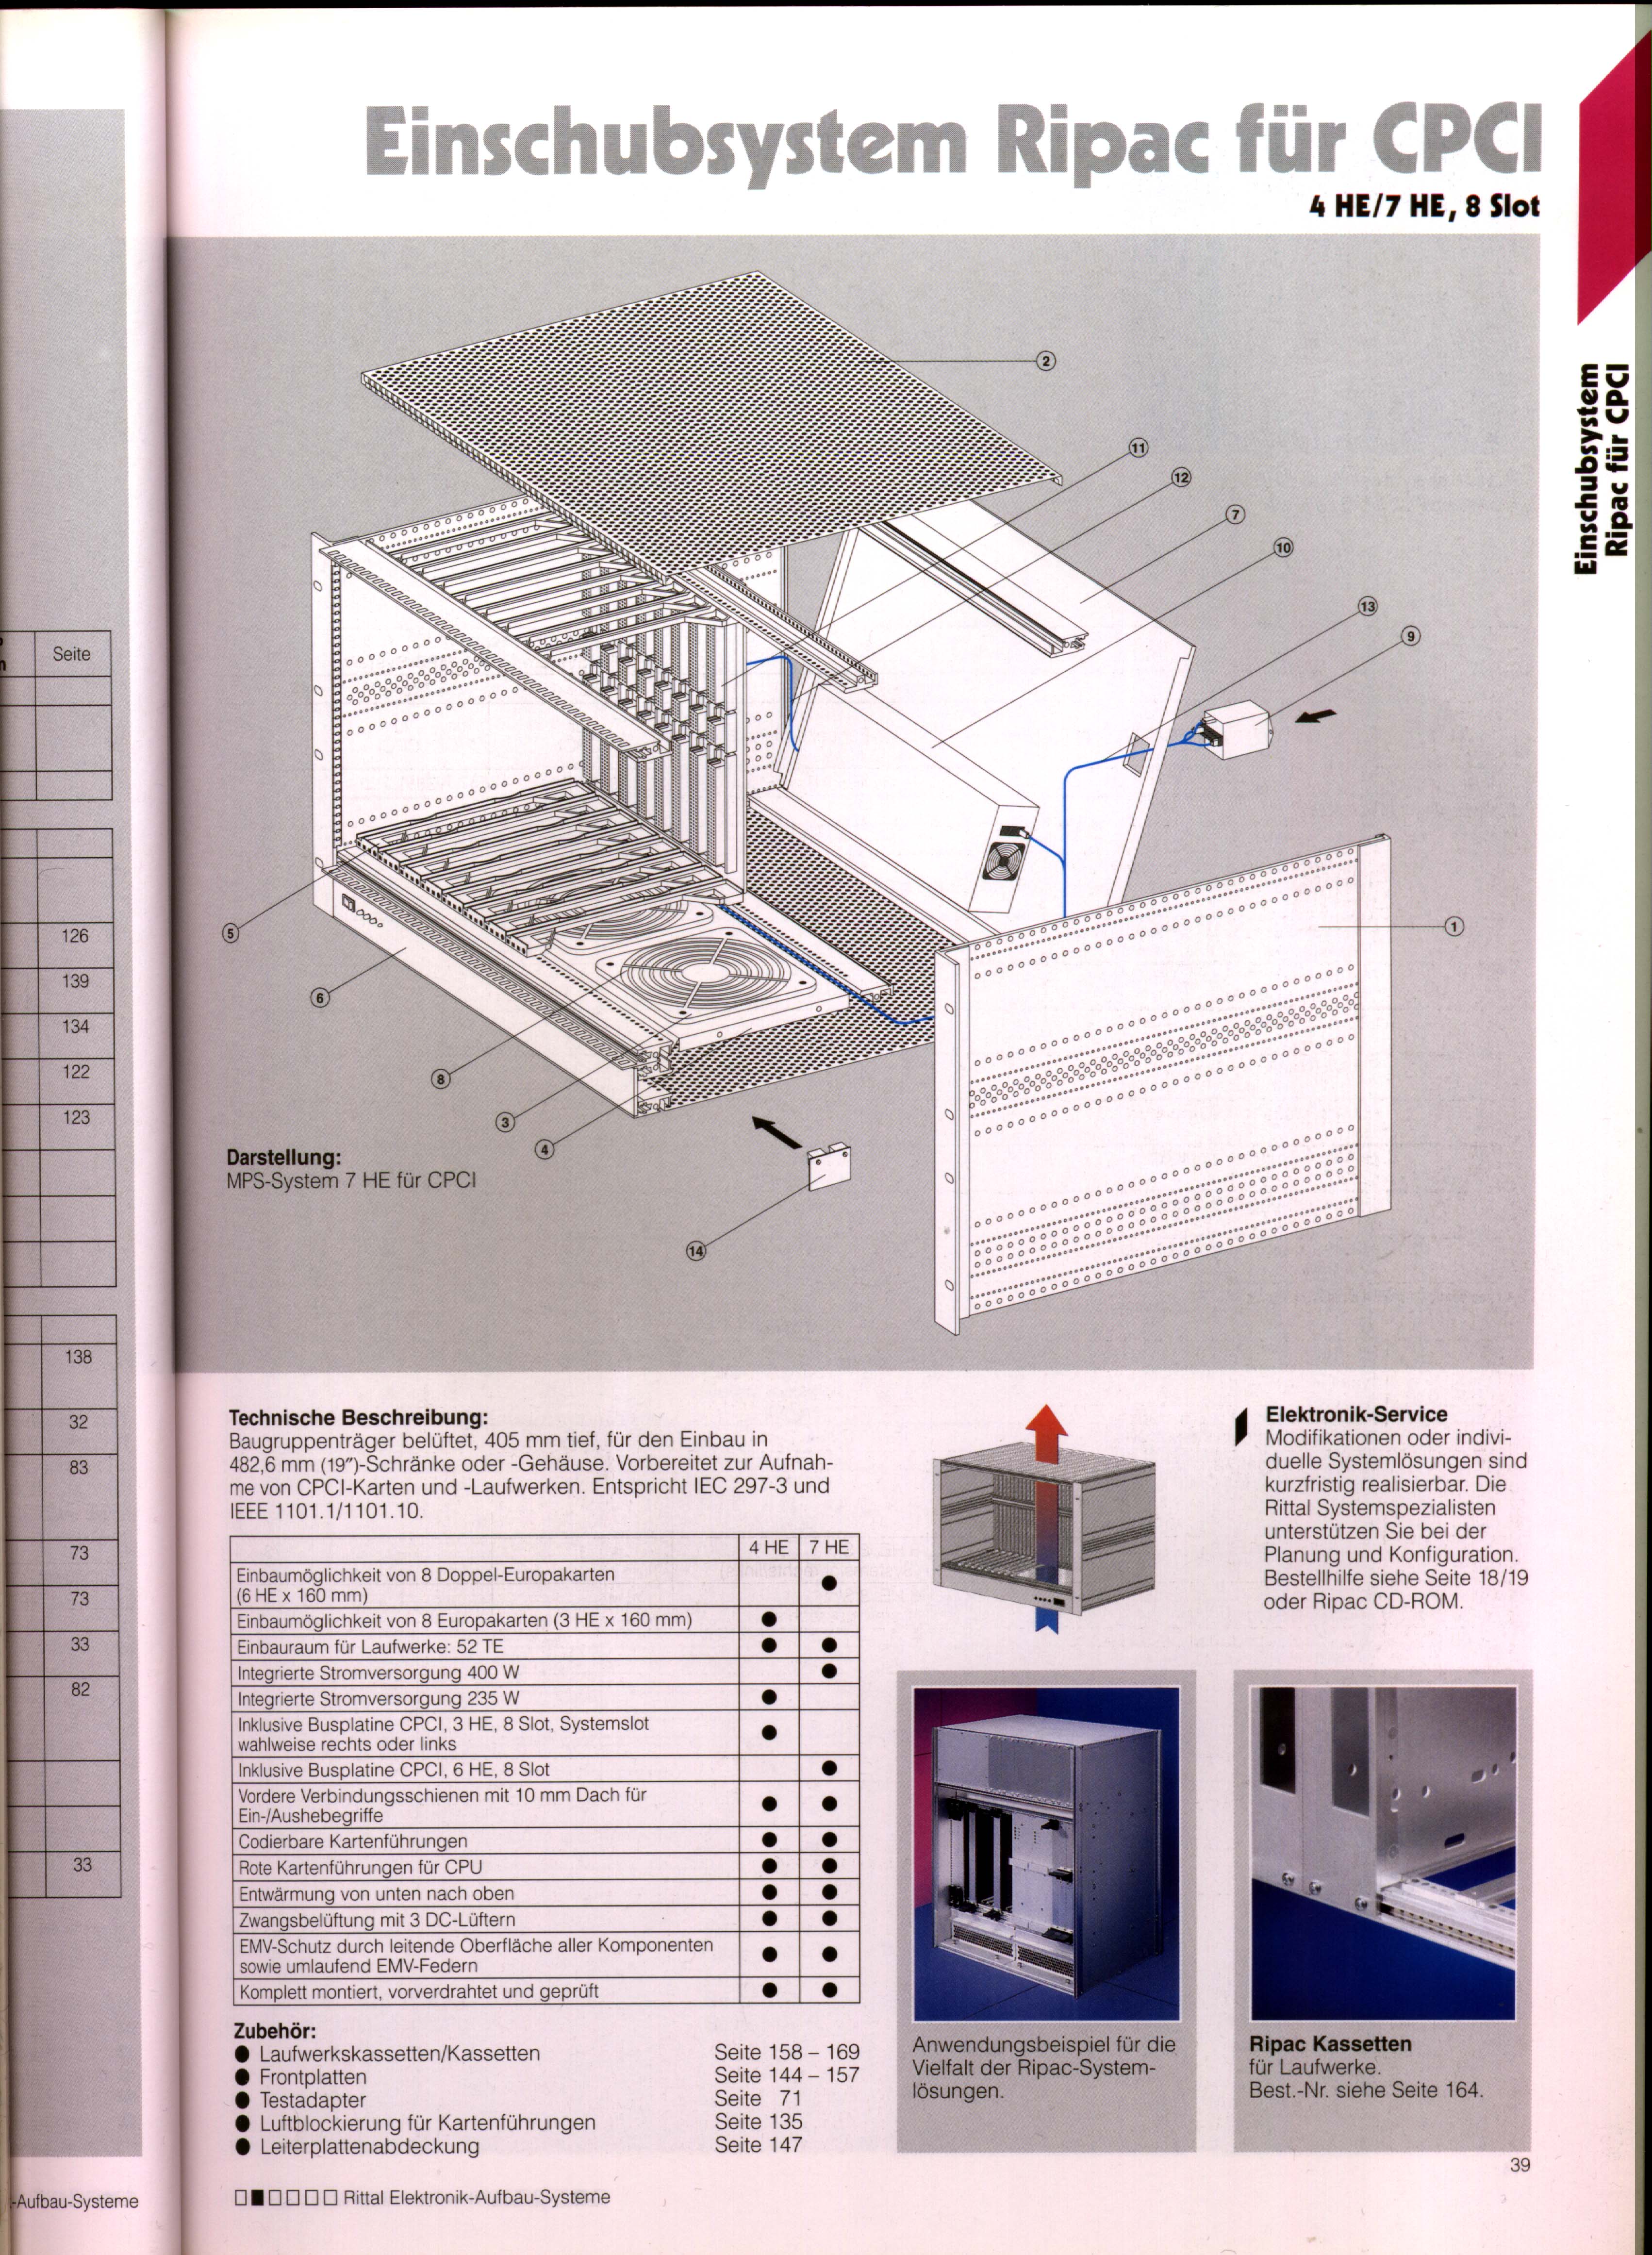 Seite
126
139
134
122
123
138
32
83
73
73
33
82
33
-Aufbau-Systeme
Einschubsystem Ripac für CPCI
4 HE/7 HE, 8 Slot
Einschubsystem
Ripac für CPCI
2
11
12
7
10
13
9
1
5
6
8
3
4
14
Darstellung:
MPS-System 7 HE für CPCI
Technische Beschreibung:
Baugruppenträger belüftet, 405 mm tief, für den Einbau in
482,6 mm (19″)-Schränke oder -Gehäuse. Vorbereitet zur Aufnah-
me von CPCI-Karten und -Laufwerken. Entspricht IEC 297-3 und
IEEE 1101.1/1101.10.
4 HE 7 HE
Einbaumöglichkeit von 8 Doppel-Europakarten
(6 HE x 160 mm) ●
Einbaumöglichkeit von 8 Europakarten (3 HE x 160 mm) ●
Einbauraum für Laufwerke: 52 TE ● ●
Integrierte Stromversorgung 400 W ●
Integrierte Stromversorgung 235 W ●
Inklusive Busplatine CPCI, 3 HE, 8 Slot, Systemslot
wahlweise rechts oder links ●
Inklusive Busplatine CPCI, 6 HE, 8 Slot ●
Vordere Verbindungsschienen mit 10 mm Dach für
Ein-/Aushebegriffe ● ●
Codierbare Kartenführungen ● ●
Rote Kartenführungen für CPU ● ●
Entwärmung von unten nach oben ● ●
Zwangsbelüftung mit 3 DC-Lüftern ● ●
EMV-Schutz durch leitende Oberfläche aller Komponenten
sowie umlaufend EMV-Federn ● ●
Komplett montiert, vorverdrahtet und geprüft ● ●
Zubehör:
● Laufwerkskassetten/Kassetten Seite 158 – 169
● Frontplatten Seite 144 – 157
● Testadapter Seite 71
● Luftblockierung für Kartenführungen Seite 135
● Leiterplattenabdeckung Seite 147
Elektronik-Service
Modifikationen oder indivi-
duelle Systemlösungen sind
kurzfristig realisierbar. Die
Rittal Systemspezialisten
unterstützen Sie bei der
Planung und Konfiguration.
Bestellhilfe siehe Seite 18/19
oder Ripac CD-ROM.
Anwendungsbeispiel für die
Vielfalt der Ripac-System-
lösungen.
Ripac Kassetten
für Laufwerke.
Best.-Nr. siehe Seite 164.
39
□■□□□□ Rittal Elektronik-Aufbau-Systeme